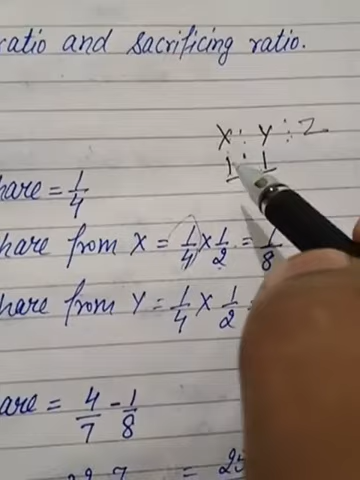 ratio and sacrificing ratio.
X : Y : Z
1 : 1
hare = 1/4
hare from X = 1/4 × 1/2 = 1/8
hare from Y = 1/4 × 1/2 =
are = 4/7 - 1/8